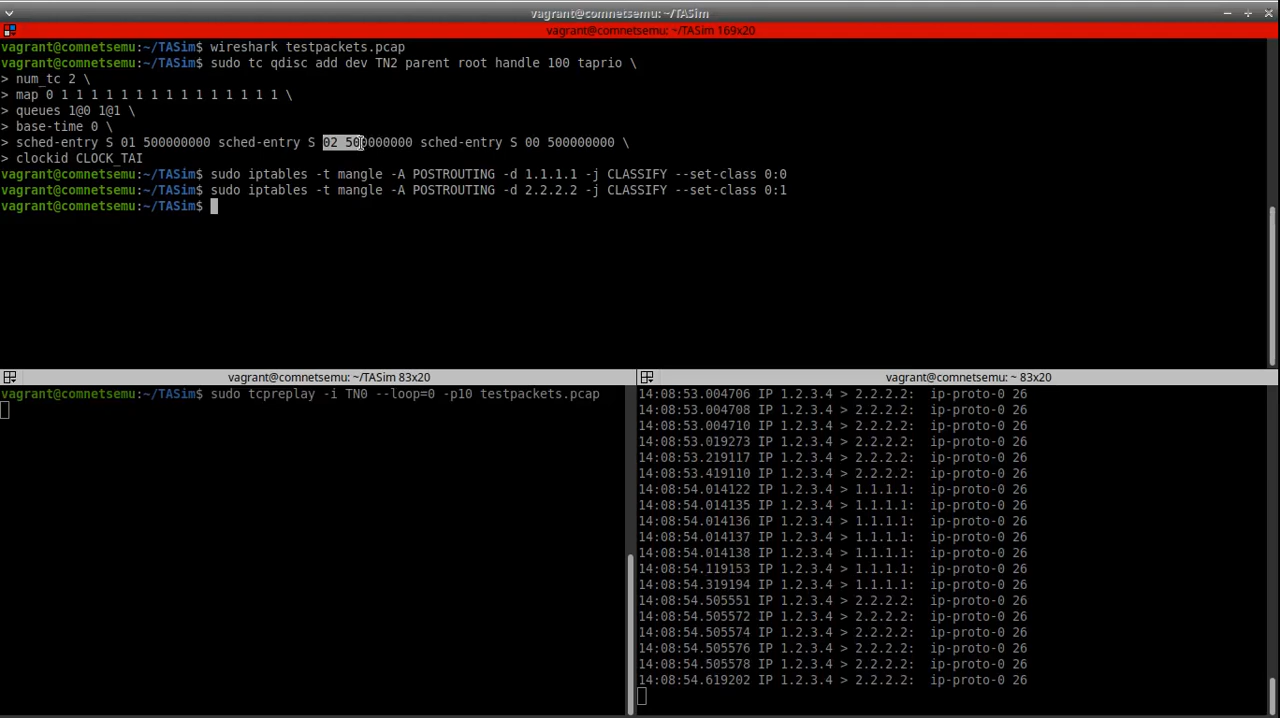 vagrant@comnetsemu: ~/TASim
vagrant@comnetsemu: ~/TASim 169x20
vagrant@comnetsemu:~/TASim$ wireshark testpackets.pcap
vagrant@comnetsemu:~/TASim$ sudo tc qdisc add dev TN2 parent root handle 100 taprio \
> num_tc 2 \
> map 0 1 1 1 1 1 1 1 1 1 1 1 1 1 1 1 \
> queues 1@0 1@1 \
> base-time 0 \
> sched-entry S 01 500000000 sched-entry S 02 500000000 sched-entry S 00 500000000 \
> clockid CLOCK_TAI
vagrant@comnetsemu:~/TASim$ sudo iptables -t mangle -A POSTROUTING -d 1.1.1.1 -j CLASSIFY --set-class 0:0
vagrant@comnetsemu:~/TASim$ sudo iptables -t mangle -A POSTROUTING -d 2.2.2.2 -j CLASSIFY --set-class 0:1
vagrant@comnetsemu:~/TASim$
vagrant@comnetsemu: ~/TASim 83x20
vagrant@comnetsemu:~/TASim$ sudo tcpreplay -i TN0 --loop=0 -p10 testpackets.pcap
vagrant@comnetsemu: ~ 83x20
14:08:53.004706 IP 1.2.3.4 > 2.2.2.2:  ip-proto-0 26
14:08:53.004708 IP 1.2.3.4 > 2.2.2.2:  ip-proto-0 26
14:08:53.004710 IP 1.2.3.4 > 2.2.2.2:  ip-proto-0 26
14:08:53.019273 IP 1.2.3.4 > 2.2.2.2:  ip-proto-0 26
14:08:53.219117 IP 1.2.3.4 > 2.2.2.2:  ip-proto-0 26
14:08:53.419110 IP 1.2.3.4 > 2.2.2.2:  ip-proto-0 26
14:08:54.014122 IP 1.2.3.4 > 1.1.1.1:  ip-proto-0 26
14:08:54.014135 IP 1.2.3.4 > 1.1.1.1:  ip-proto-0 26
14:08:54.014136 IP 1.2.3.4 > 1.1.1.1:  ip-proto-0 26
14:08:54.014137 IP 1.2.3.4 > 1.1.1.1:  ip-proto-0 26
14:08:54.014138 IP 1.2.3.4 > 1.1.1.1:  ip-proto-0 26
14:08:54.119153 IP 1.2.3.4 > 1.1.1.1:  ip-proto-0 26
14:08:54.319194 IP 1.2.3.4 > 1.1.1.1:  ip-proto-0 26
14:08:54.505551 IP 1.2.3.4 > 2.2.2.2:  ip-proto-0 26
14:08:54.505572 IP 1.2.3.4 > 2.2.2.2:  ip-proto-0 26
14:08:54.505574 IP 1.2.3.4 > 2.2.2.2:  ip-proto-0 26
14:08:54.505576 IP 1.2.3.4 > 2.2.2.2:  ip-proto-0 26
14:08:54.505578 IP 1.2.3.4 > 2.2.2.2:  ip-proto-0 26
14:08:54.619202 IP 1.2.3.4 > 2.2.2.2:  ip-proto-0 26